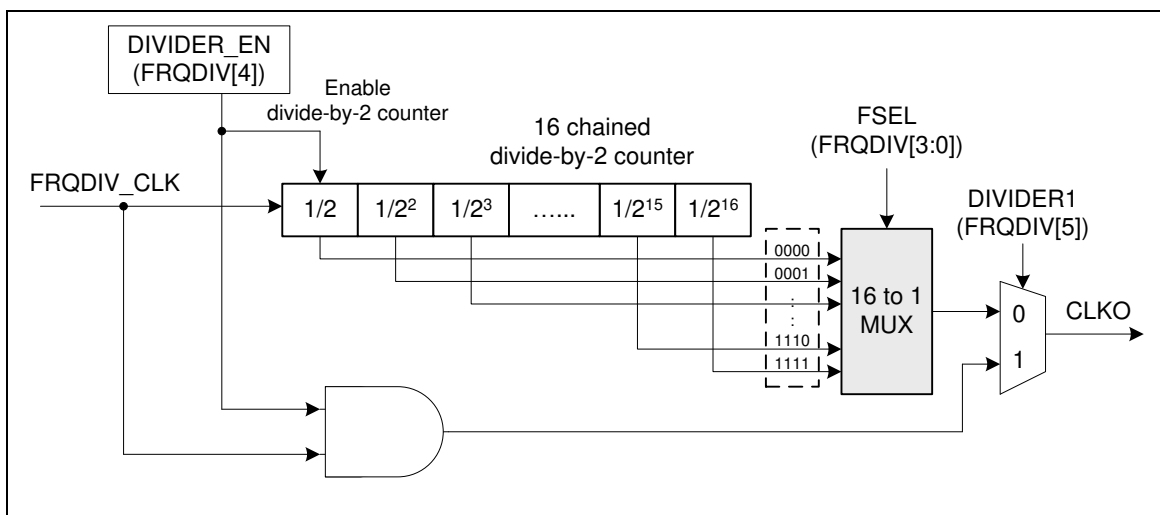 DIVIDER_EN
(FRQDIV[4])
Enable
divide-by-2 counter
16 chained
divide-by-2 counter
FSEL
(FRQDIV[3:0])
FRQDIV_CLK
DIVIDER1
(FRQDIV[5])
1/2 1/2² 1/2³ …... 1/2¹⁵ 1/2¹⁶
0000
0001
:
:
1110
1111
16 to 1
MUX
0
1
CLKO